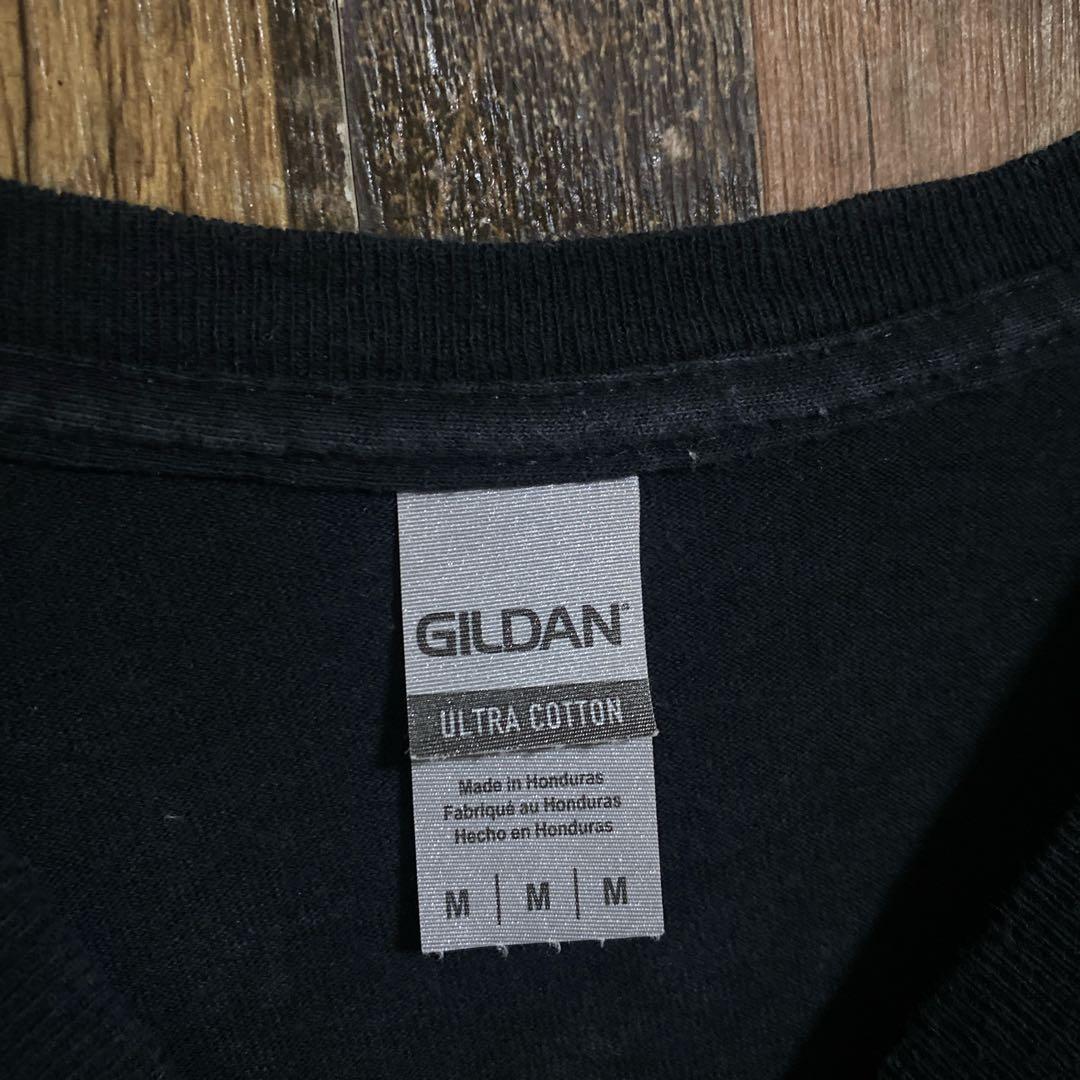 GILDAN®
ULTRA COTTON
Made in Honduras
Fabriqué au Honduras
Hecho en Honduras
M | M | M